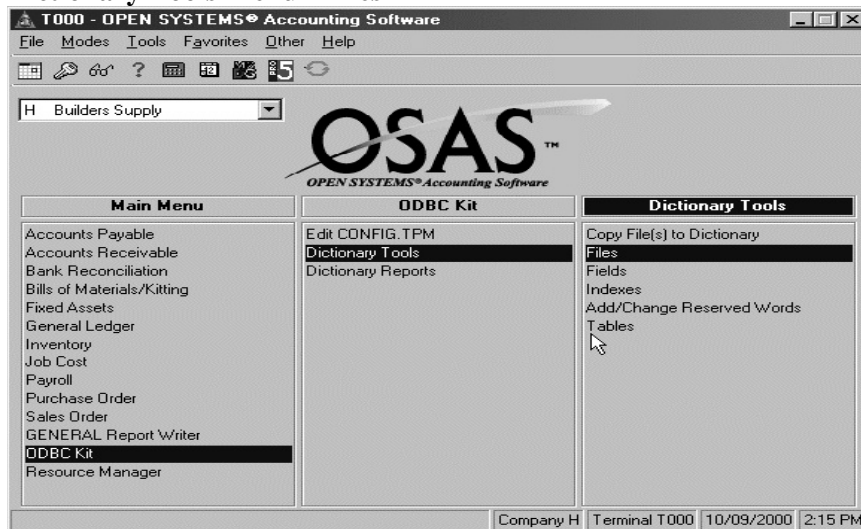 T000 - OPEN SYSTEMS® Accounting Software
File Modes Tools Favorites Other Help
H Builders Supply
OSAS™
OPEN SYSTEMS® Accounting Software
Main Menu
Accounts Payable
Accounts Receivable
Bank Reconciliation
Bills of Materials/Kitting
Fixed Assets
General Ledger
Inventory
Job Cost
Payroll
Purchase Order
Sales Order
GENERAL Report Writer
ODBC Kit
Resource Manager
ODBC Kit
Edit CONFIG.TPM
Dictionary Tools
Dictionary Reports
Dictionary Tools
Copy File(s) to Dictionary
Files
Fields
Indexes
Add/Change Reserved Words
Tables
Company H Terminal T000 10/09/2000 2:15 PM